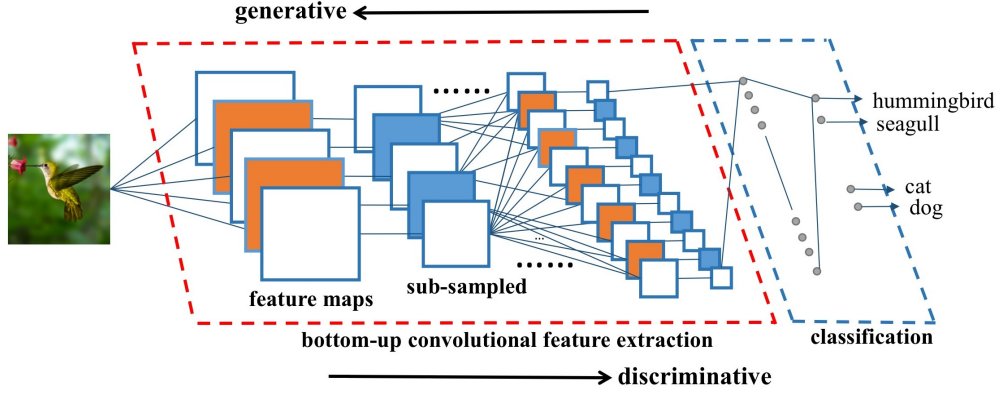 generative
hummingbird
seagull
cat
dog
feature maps
sub-sampled
bottom-up convolutional feature extraction
classification
discriminative